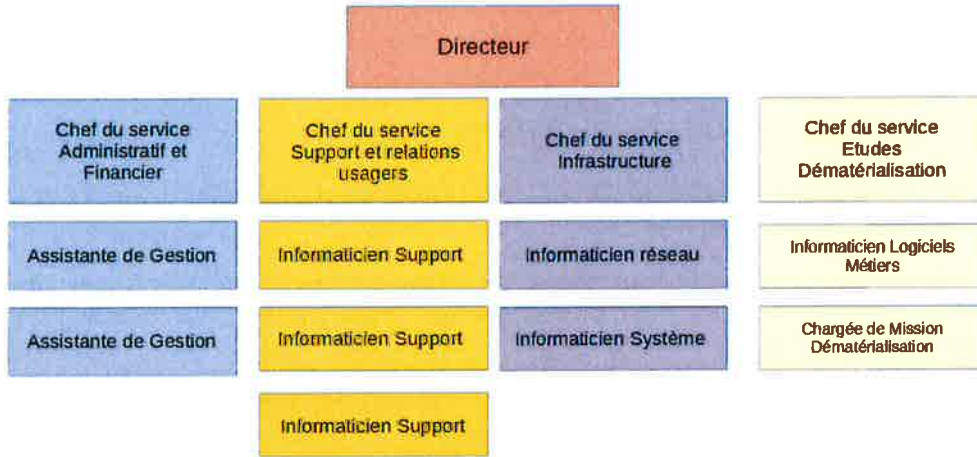 Directeur
Chef du service
Administratif et
Financier
Chef du service
Support et relations
usagers
Chef du service
Infrastructure
Chef du service
Etudes
Dématérialisation
Assistante de Gestion
Informaticien Support
Informaticien réseau
Informaticien Logiciels
Métiers
Assistante de Gestion
Informaticien Support
Informaticien Système
Chargée de Mission
Dématérialisation
Informaticien Support